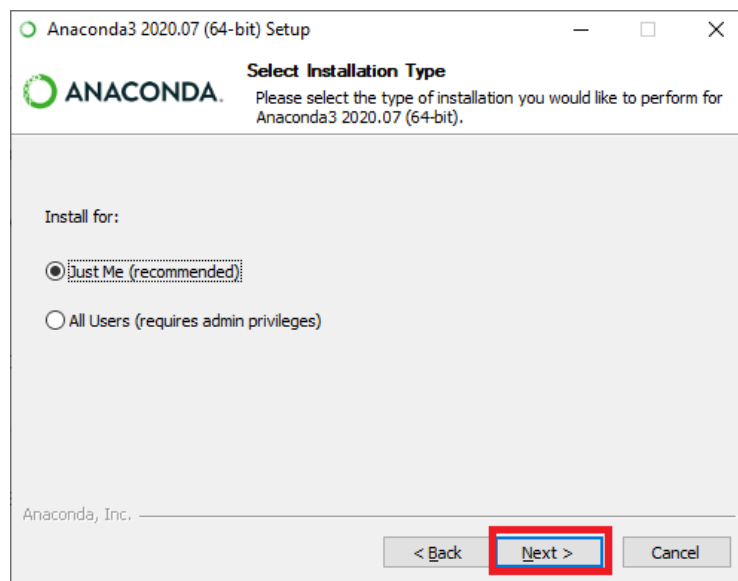 Anaconda3 2020.07 (64-bit) Setup
ANACONDA.
Select Installation Type
Please select the type of installation you would like to perform for
Anaconda3 2020.07 (64-bit).
Install for:
Just Me (recommended)
All Users (requires admin privileges)
Anaconda, Inc.
< Back Next > Cancel